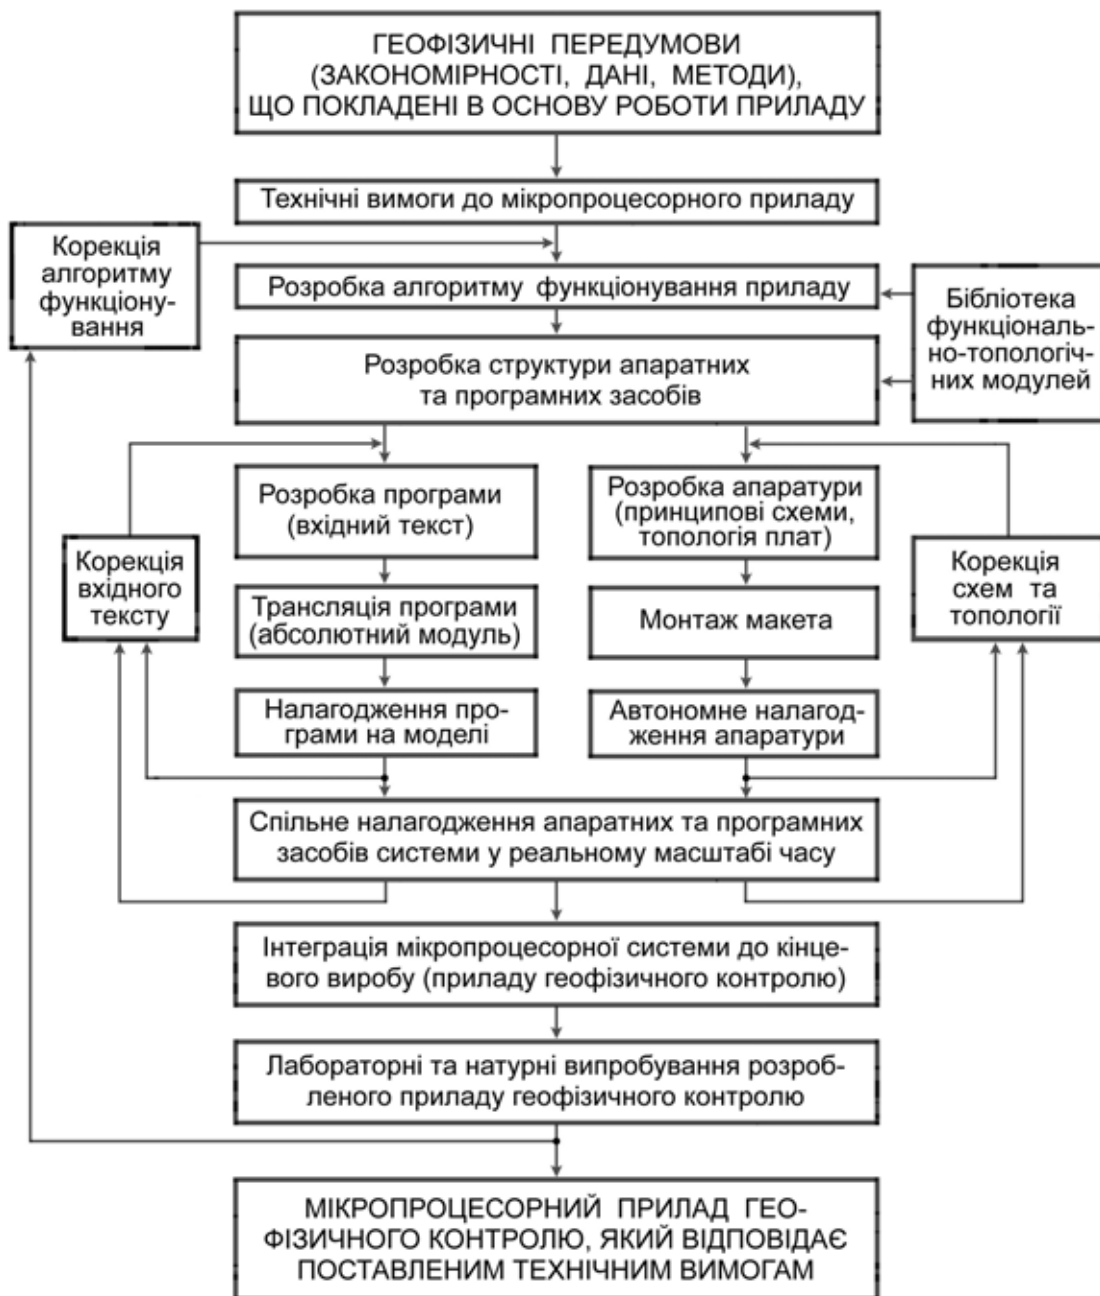 ГЕОФІЗИЧНІ ПЕРЕДУМОВИ
(ЗАКОНОМІРНОСТІ, ДАНІ, МЕТОДИ),
ЩО ПОКЛАДЕНІ В ОСНОВУ РОБОТИ ПРИЛАДУ
Технічні вимоги до мікропроцесорного приладу
Корекція
алгоритму
функціону-
вання
Розробка алгоритму функціонування приладу
Бібліотека
функціональ-
но-топологіч-
них модулей
Розробка структури апаратних
та програмних засобів
Розробка програми
(вхідний текст)
Розробка апаратури
(принципові схеми,
топологія плат)
Корекція
вхідного
тексту
Трансляція програми
(абсолютний модуль)
Монтаж макета
Корекція
схем та
топології
Налагодження про-
грами на моделі
Автономне налагод-
ження апаратури
Спільне налагодження апаратних та програмних
засобів системи у реальному масштабі часу
Інтеграція мікропроцесорної системи до кінце-
вого виробу (приладу геофізичного контролю)
Лабораторні та натурні випробування розроб-
леного приладу геофізичного контролю
МІКРОПРОЦЕСОРНИЙ ПРИЛАД ГЕО-
ФІЗИЧНОГО КОНТРОЛЮ, ЯКИЙ ВІДПОВІДАЄ
ПОСТАВЛЕНИМ ТЕХНІЧНИМ ВИМОГАМ